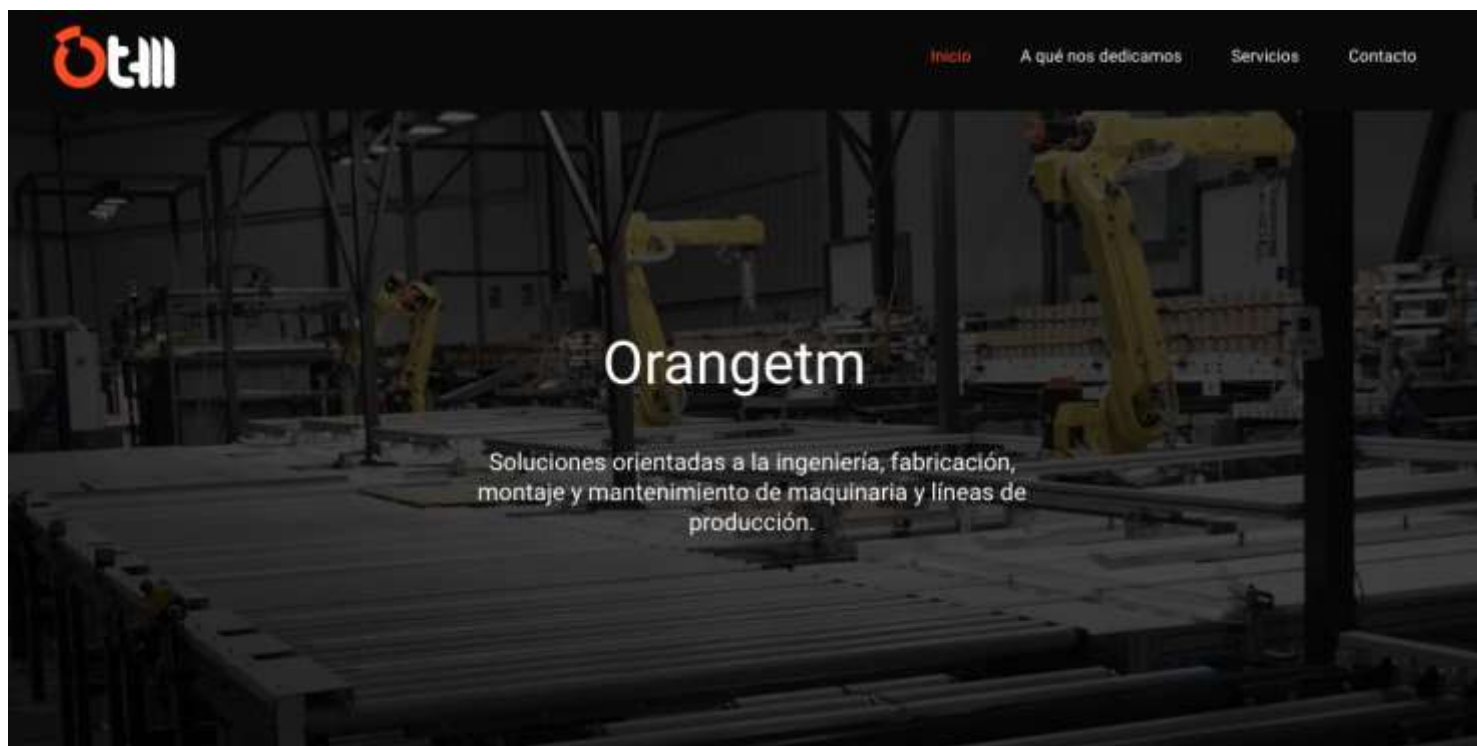 Otm
Inicio A qué nos dedicamos Servicios Contacto
Orangetm
Soluciones orientadas a la ingeniería, fabricación,
montaje y mantenimiento de maquinaria y líneas de
producción.